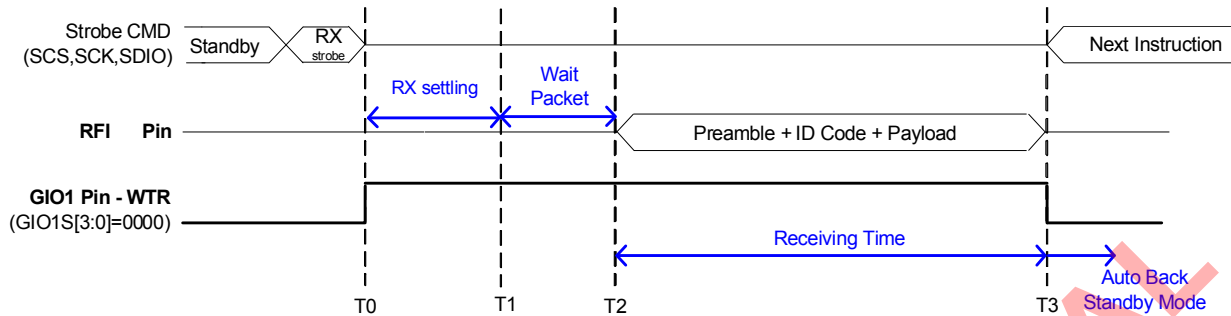 Strobe CMD
(SCS,SCK,SDIO)
Standby
RX
strobe
Next Instruction
RX settling
Wait
Packet
RFI Pin
Preamble + ID Code + Payload
GIO1 Pin - WTR
(GIO1S[3:0]=0000)
Receiving Time
Auto Back
Standby Mode
T0
T1
T2
T3